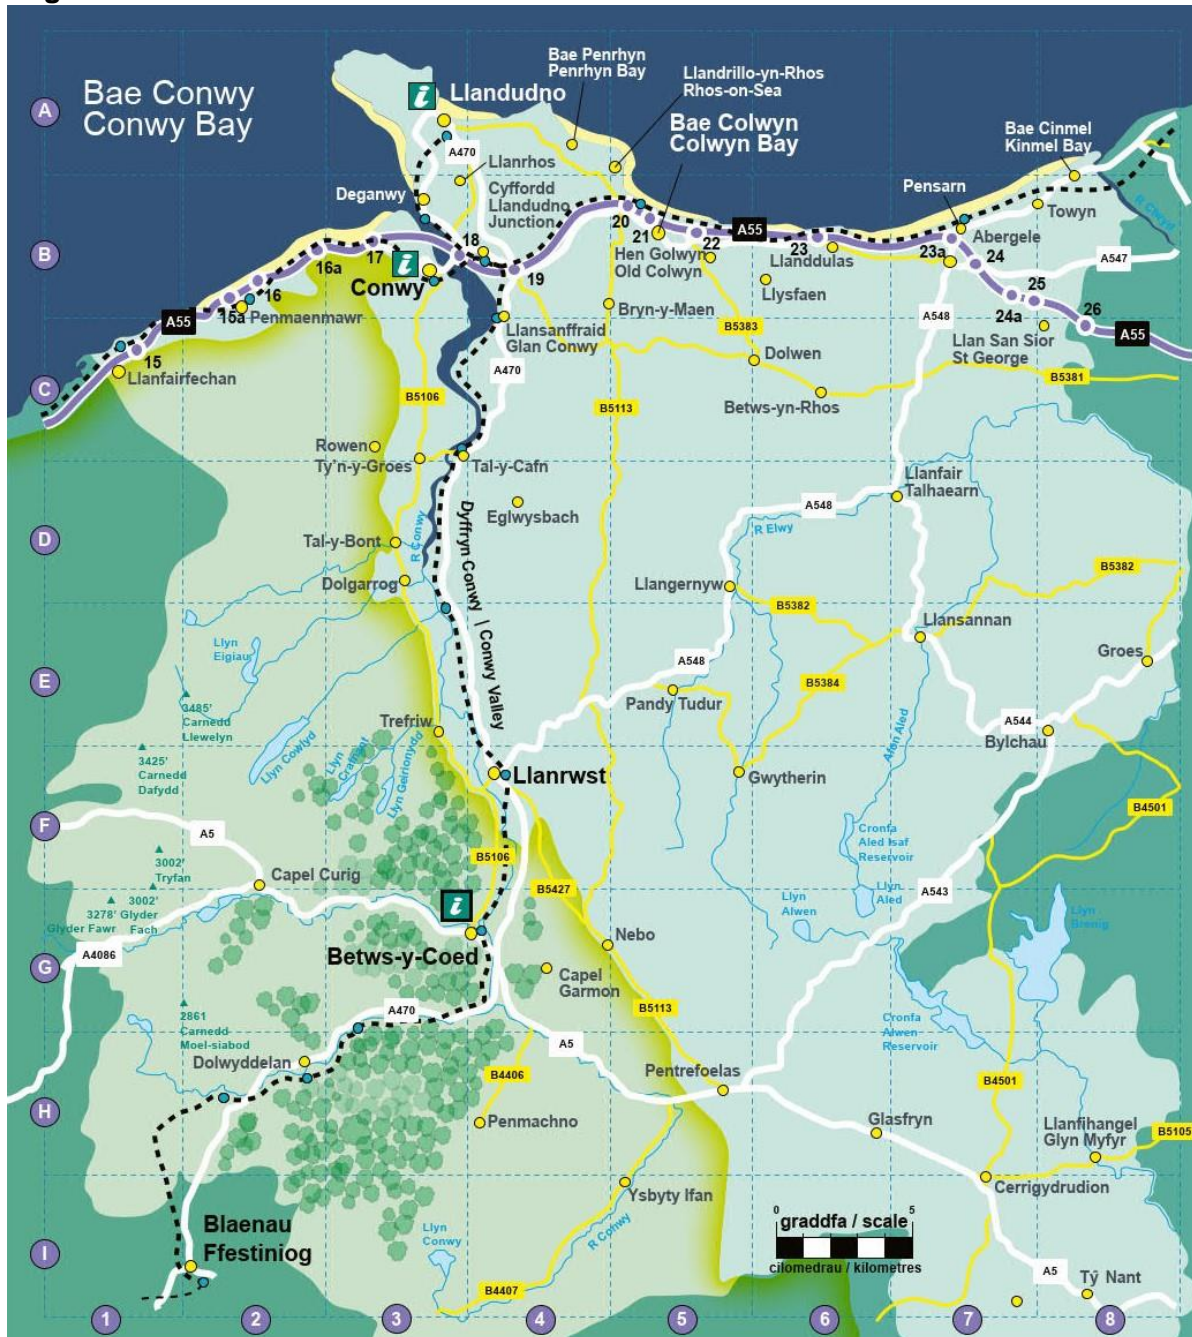 Bae Conwy
Conwy Bay
A
Llandudno
Bae Penrhyn
Penrhyn Bay
Llandrillo-yn-Rhos
Rhos-on-Sea
Bae Colwyn
Colwyn Bay
Bae Cinmel
Kinmel Bay
A470
Llanrhos
Deganwy
Cyffordd
Llandudno
Junction
Pensarn
Towyn
R Clwyd
B
18
17
16a
16
15a
15
Conwy
19
20
21
22
A55
23
23a
24
Abergele
A547
Hen Golwyn
Old Colwyn
Llanddulas
Llysfaen
25
24a
26
A55
A55
Penmaenmawr
Llansanffraid
Glan Conwy
Bryn-y-Maen
B5383
A548
Llan San Sior
St George
Dolwen
C
Llanfairfechan
A470
B5106
B5113
Betws-yn-Rhos
B5381
Rowen
Ty'n-y-Groes
Tal-y-Cafn
Llanfair
Talhaearn
Eglwysbach
A548
R Elwy
D
Tal-y-Bont
R Conwy
Dyffryn Conwy | Conwy Valley
Dolgarrog
Llangernyw
B5382
B5382
Llansannan
Llyn
Eigiau
Groes
E
A548
B5384
Pandy Tudur
3485'
Carnedd
Llewelyn
Trefriw
A544
Bylchau
Afon Aled
3425'
Carnedd
Dafydd
Llyn Cowlyd
Llyn
Crafnant
Llyn Geirionydd
Llanrwst
Gwytherin
B4501
F
A5
Cronfa
Aled Isaf
Reservoir
3002'
Tryfan
B5106
Capel Curig
B5427
A543
Llyn
Aled
Llyn
Alwen
Llyn
Brenig
3002'
Glyder
Fach
3278'
Glyder Fawr
A4086
G
Betws-y-Coed
Nebo
Capel
Garmon
2861
Carnedd
Moel-siabod
A470
B5113
Cronfa
Alwen
Reservoir
A5
Dolwyddelan
Pentrefoelas
B4406
B4501
H
Penmachno
Glasfryn
Llanfihangel
Glyn Myfyr
B5105
Ysbyty Ifan
Cerrigydrudion
Blaenau
Ffestiniog
Llyn
Conwy
R Conwy
0 5
graddfa / scale
cilomedrau / kilometres
I
B4407
A5
Tŷ Nant
1
2
3
4
5
6
7
8